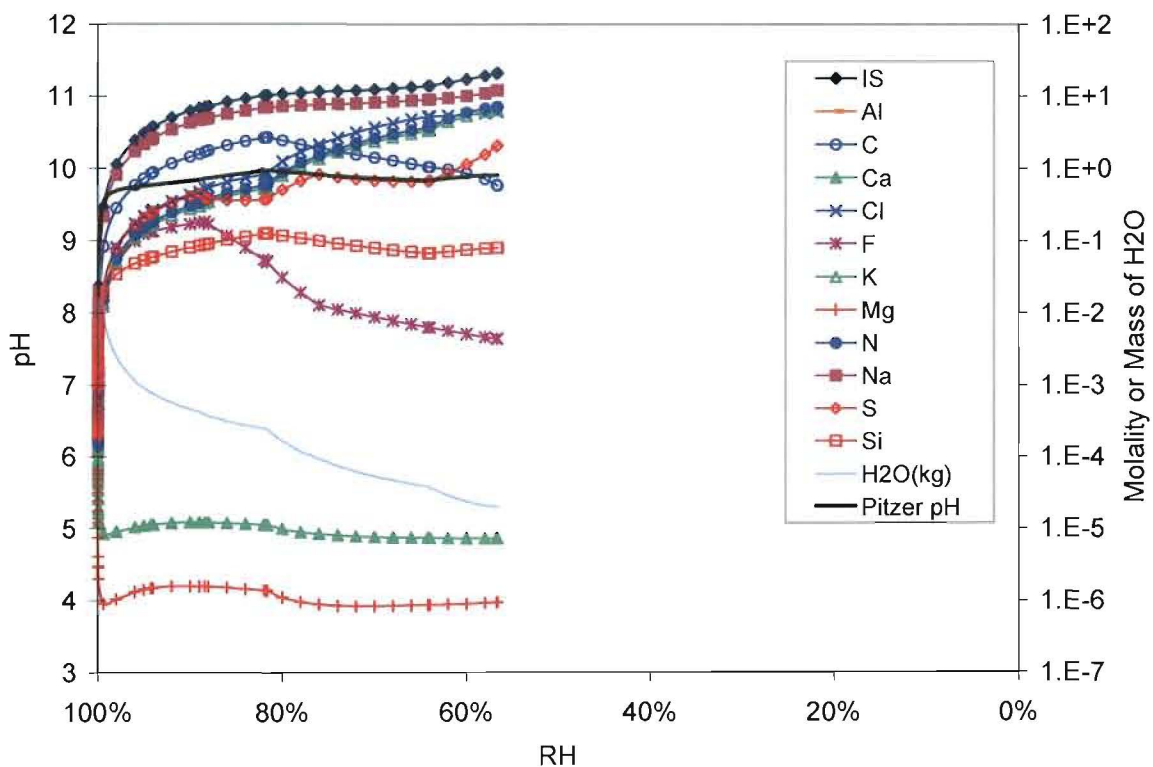 12
11
10
9
8
7
6
5
4
3
pH
100%
80%
60%
40%
20%
0%
RH
1.E+2
1.E+1
1.E+0
1.E-1
1.E-2
1.E-3
1.E-4
1.E-5
1.E-6
1.E-7
Molality or Mass of H2O
IS
Al
C
Ca
Cl
F
K
Mg
N
Na
S
Si
H2O(kg)
Pitzer pH